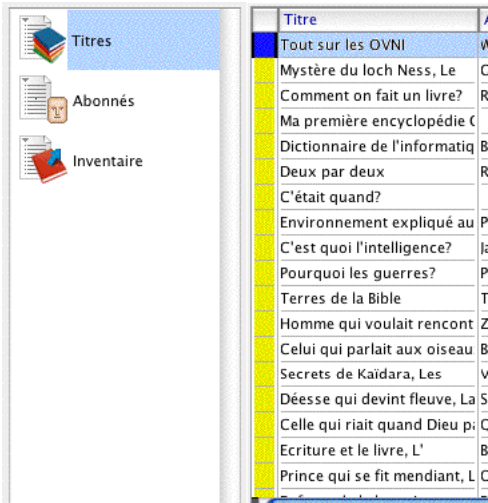 Titres
Abonnés
Inventaire
Titre
Tout sur les OVNI
Mystère du loch Ness, Le
Comment on fait un livre?
Ma première encyclopédie
Dictionnaire de l'informatiq
Deux par deux
C'était quand?
Environnement expliqué au
C'est quoi l'intelligence?
Pourquoi les guerres?
Terres de la Bible
Homme qui voulait rencont
Celui qui parlait aux oiseau
Secrets de Kaïdara, Les
Déesse qui devint fleuve, La
Celle qui riait quand Dieu
Ecriture et le livre, L'
Prince qui se fit mendiant, L